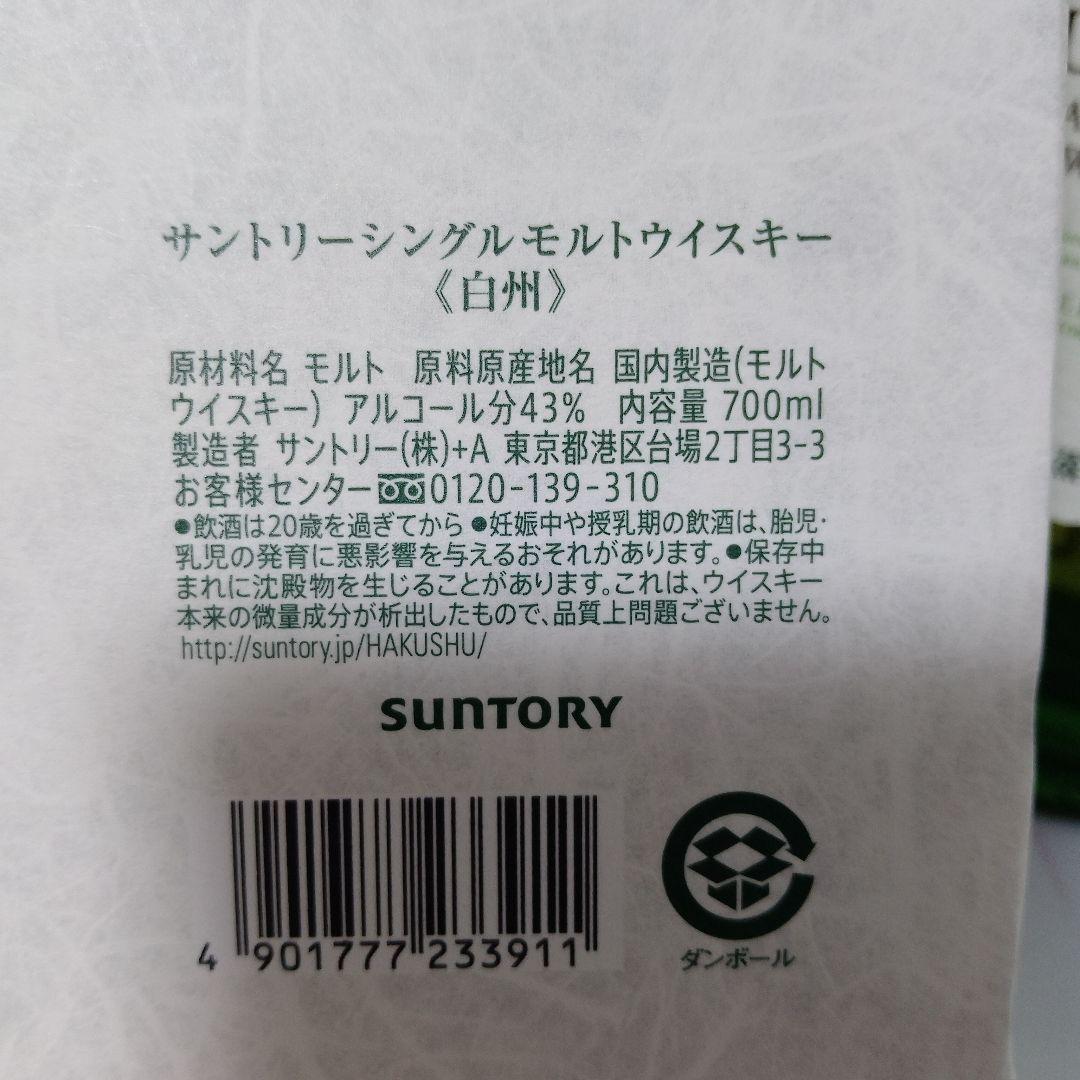 サントリーシングルモルトウイスキー
《白州》
原材料名 モルト 原料原産地名 国内製造(モルト
ウイスキー) アルコール分43% 内容量 700ml
製造者 サントリー(株)+A 東京都港区台場2丁目3-3
お客様センター 0120-139-310
●飲酒は20歳を過ぎてから ●妊娠中や授乳期の飲酒は、胎児・
乳児の発育に悪影響を与えるおそれがあります。●保存中
まれに沈殿物を生じることがあります。これは、ウイスキー
本来の微量成分が析出したもので、品質上問題ございません。
http://suntory.jp/HAKUSHU/
SUNTORY
4 901777 233911
ダンボール